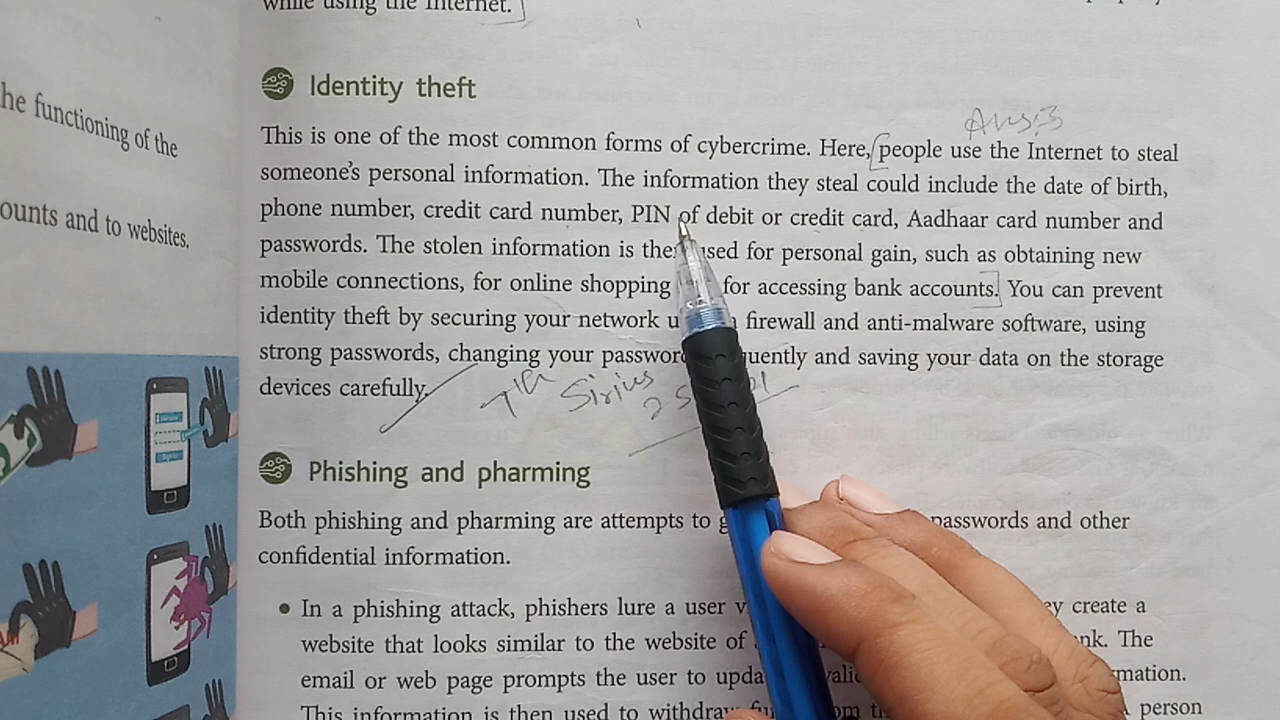 while using the Internet.
he functioning of the
ounts and to websites.
Identity theft
Ans:3
This is one of the most common forms of cybercrime. Here, people use the Internet to steal
someone's personal information. The information they steal could include the date of birth,
phone number, credit card number, PIN of debit or credit card, Aadhaar card number and
passwords. The stolen information is then used for personal gain, such as obtaining new
mobile connections, for online shopping for accessing bank accounts. You can prevent
identity theft by securing your network firewall and anti-malware software, using
strong passwords, changing your password uently and saving your data on the storage
devices carefully.
Sirius
Phishing and pharming
Both phishing and pharming are attempts to passwords and other
confidential information.
• In a phishing attack, phishers lure a user ey create a
website that looks similar to the website of nk. The
email or web page prompts the user to upda mation.
This information is then used to withdraw person